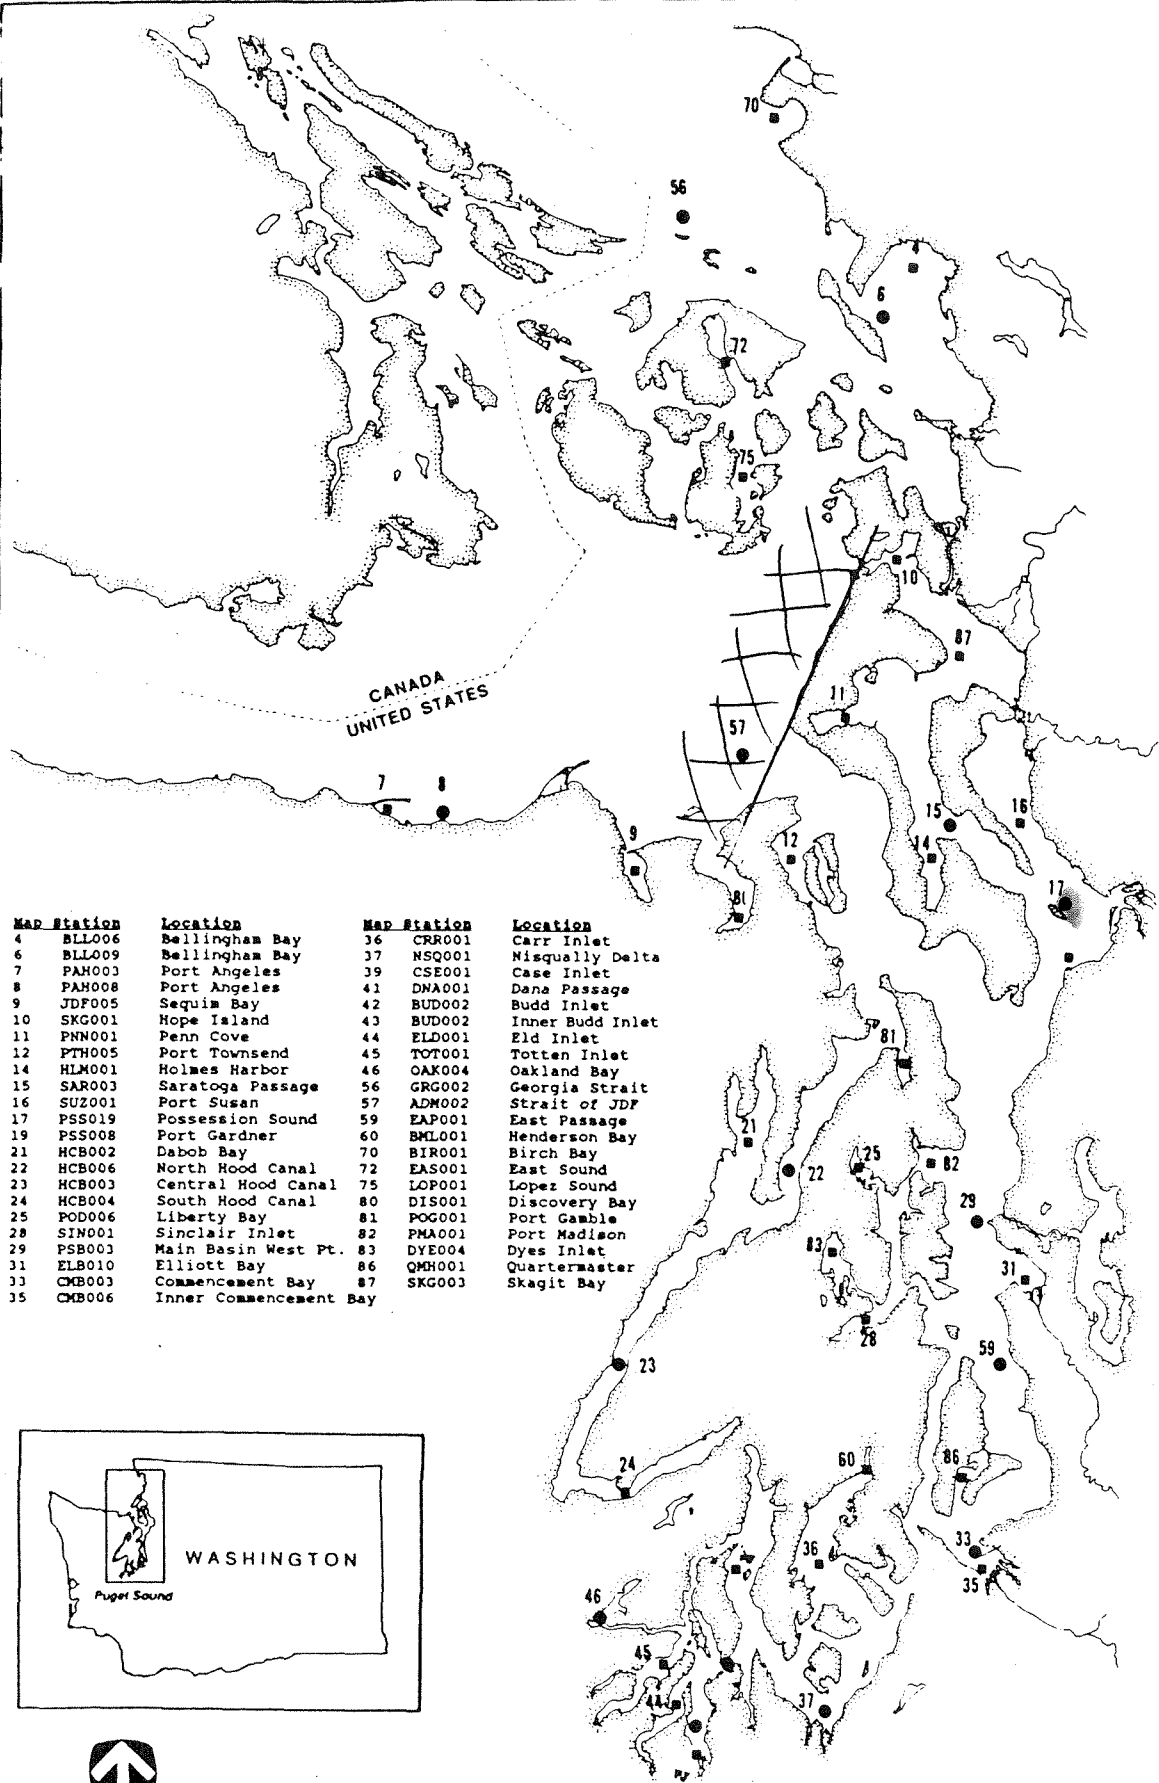 70
56
4
6
72
75
10
87
CANADA
UNITED STATES
11
57
7
8
15
16
9
12
14
17
80
Map Station Location Map Station Location
4 BLL006 Bellingham Bay 36 CRR001 Carr Inlet
6 BLL009 Bellingham Bay 37 NSQ001 Nisqually Delta
7 PAH003 Port Angeles 39 CSE001 Case Inlet
8 PAH008 Port Angeles 41 DNA001 Dana Passage
9 JDF005 Sequim Bay 42 BUD002 Budd Inlet
10 SKG001 Hope Island 43 BUD002 Inner Budd Inlet
11 PNN001 Penn Cove 44 ELD001 Eld Inlet
12 PTH005 Port Townsend 45 TOT001 Totten Inlet
14 HLM001 Holmes Harbor 46 OAK004 Oakland Bay
15 SAR003 Saratoga Passage 56 GRG002 Georgia Strait
16 SUZ001 Port Susan 57 ADM002 Strait of JDF
17 PSS019 Possession Sound 59 EAP001 East Passage
19 PSS008 Port Gardner 60 BML001 Henderson Bay
21 HCB002 Dabob Bay 70 BIR001 Birch Bay
22 HCB006 North Hood Canal 72 EAS001 East Sound
23 HCB003 Central Hood Canal 75 LOP001 Lopez Sound
24 HCB004 South Hood Canal 80 DIS001 Discovery Bay
25 POD006 Liberty Bay 81 POG001 Port Gamble
28 SIN001 Sinclair Inlet 82 PMA001 Port Madison
29 PSB003 Main Basin West Pt. 83 DYE004 Dyes Inlet
31 ELB010 Elliott Bay 86 QMH001 Quartermaster
33 CMB003 Commencement Bay 87 SKG003 Skagit Bay
35 CMB006 Inner Commencement Bay
81
21
22
25
82
29
83
31
28
23
59
24
60
86
WASHINGTON
Puget Sound
36
33
35
46
45
44
37